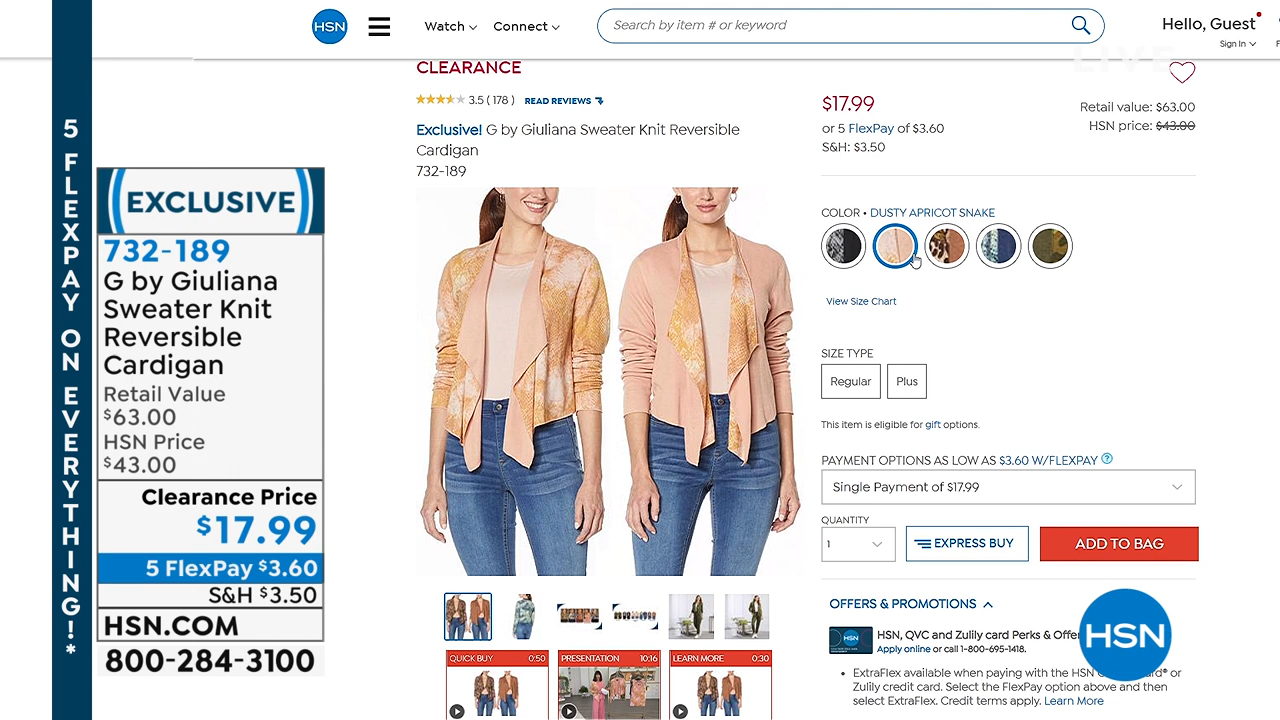 5 FLEXPAY ON EVERYTHING!*
EXCLUSIVE
732-189
G by Giuliana
Sweater Knit
Reversible
Cardigan
Retail Value
$63.00
HSN Price
$43.00
Clearance Price
$17.99
5 FlexPay $3.60
S&H $3.50
HSN.COM
800-284-3100
HSN
Watch
Connect
Search by item # or keyword
Hello, Guest
Sign In
LIVE
CLEARANCE
3.5 ( 178 ) READ REVIEWS
Exclusive! G by Giuliana Sweater Knit Reversible
Cardigan
732-189
$17.99
or 5 FlexPay of $3.60
S&H: $3.50
Retail value: $63.00
HSN price: $43.00
COLOR • DUSTY APRICOT SNAKE
View Size Chart
SIZE TYPE
Regular
Plus
This item is eligible for gift options.
PAYMENT OPTIONS AS LOW AS $3.60 W/FLEXPAY ?
Single Payment of $17.99
QUANTITY
1
EXPRESS BUY
ADD TO BAG
OFFERS & PROMOTIONS
HSN
HSN, QVC and Zulily card Perks & Offe
Apply online or call 1-800-695-1418.
• ExtraFlex available when paying with the HSN rd® or
Zulily credit card. Select the FlexPay option above and then
select ExtraFlex. Credit terms apply. Learn More
HSN
QUICK BUY 0:50
PRESENTATION 10:16
LEARN MORE 0:30